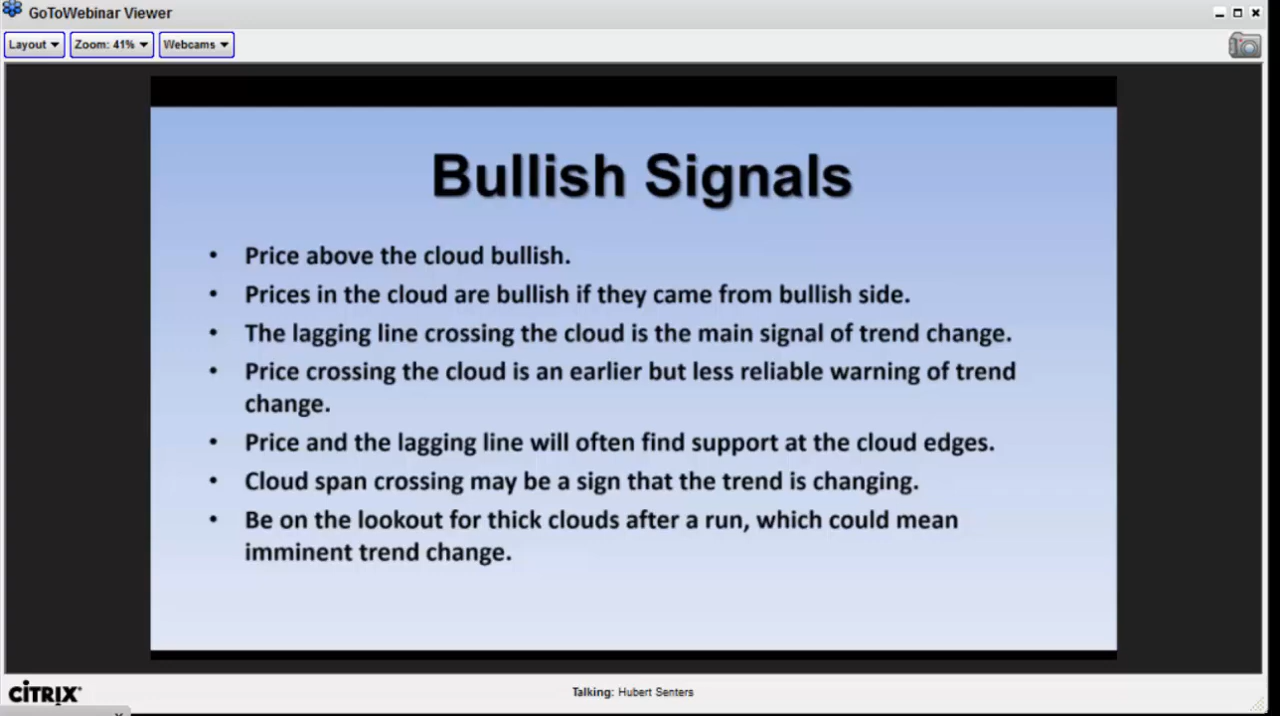 GoToWebinar Viewer
Layout Zoom: 41% Webcams
Bullish Signals
• Price above the cloud bullish.
• Prices in the cloud are bullish if they came from bullish side.
• The lagging line crossing the cloud is the main signal of trend change.
• Price crossing the cloud is an earlier but less reliable warning of trend
change.
• Price and the lagging line will often find support at the cloud edges.
• Cloud span crossing may be a sign that the trend is changing.
• Be on the lookout for thick clouds after a run, which could mean
imminent trend change.
CİTRIX
Talking: Hubert Senters